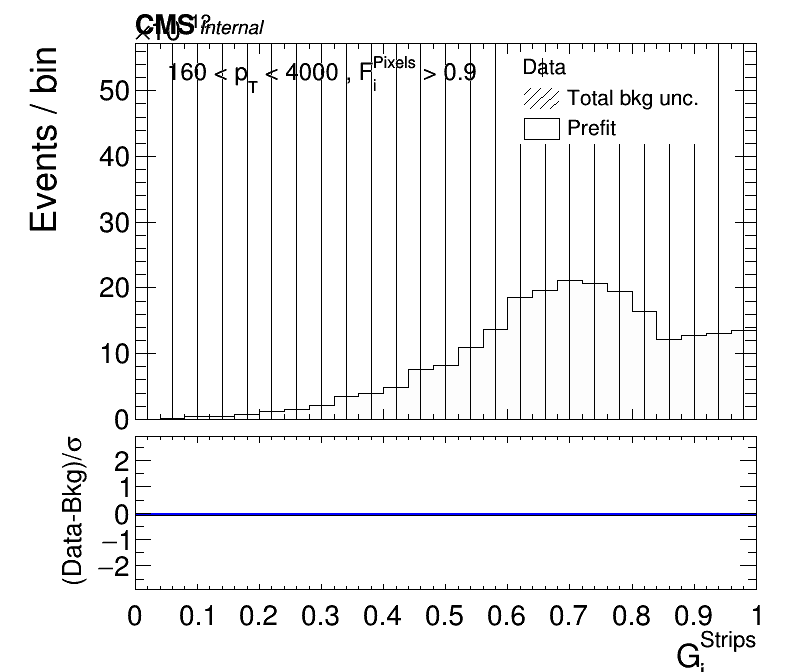 CMS Internal
×10¹²
160 < p_T < 4000 , F_i^Pixels > 0.9
Data
Total bkg unc.
Prefit
Events / bin
50
40
30
20
10
0
(Data-Bkg)/σ
2
1
0
−1
−2
0 0.1 0.2 0.3 0.4 0.5 0.6 0.7 0.8 0.9 1
G_i^Strips